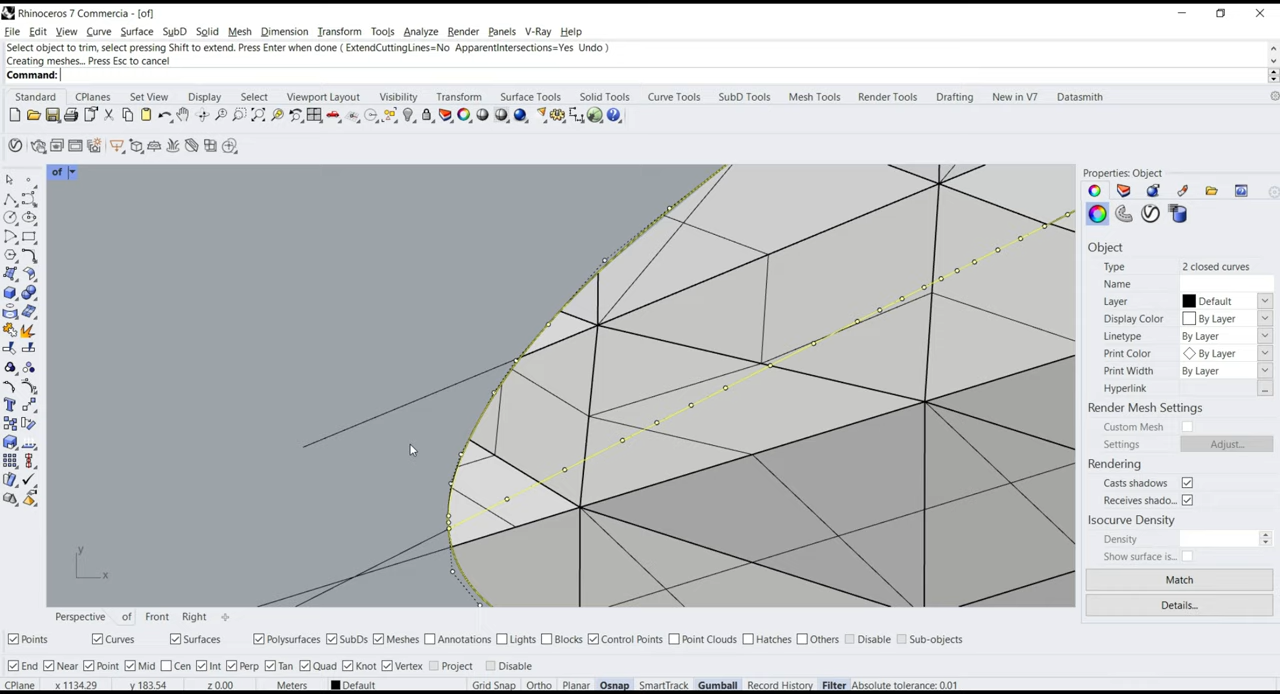 Rhinoceros 7 Commercia - [of]
File Edit View Curve Surface SubD Solid Mesh Dimension Transform Tools Analyze Render Panels V-Ray Help
Select object to trim, select pressing Shift to extend. Press Enter when done ( ExtendCuttingLines=No ApparentIntersections=Yes Undo )
Creating meshes... Press Esc to cancel
Command:
Standard CPlanes Set View Display Select Viewport Layout Visibility Transform Surface Tools Solid Tools Curve Tools SubD Tools Mesh Tools Render Tools Drafting New in V7 Datasmith
of
Properties: Object
Object
Type 2 closed curves
Name
Layer Default
Display Color By Layer
Linetype By Layer
Print Color By Layer
Print Width By Layer
Hyperlink ...
Render Mesh Settings
Custom Mesh
Settings Adjust...
Rendering
Casts shadows
Receives shado...
Isocurve Density
Density
Show surface is...
Match
Details...
y
x
Perspective of Front Right
Points Curves Surfaces Polysurfaces SubDs Meshes Annotations Lights Blocks Control Points Point Clouds Hatches Others Disable Sub-objects
End Near Point Mid Cen Int Perp Tan Quad Knot Vertex Project Disable
CPlane x 1134.29 y 183.54 z 0.00 Meters Default Grid Snap Ortho Planar Osnap SmartTrack Gumball Record History Filter Absolute tolerance: 0.01